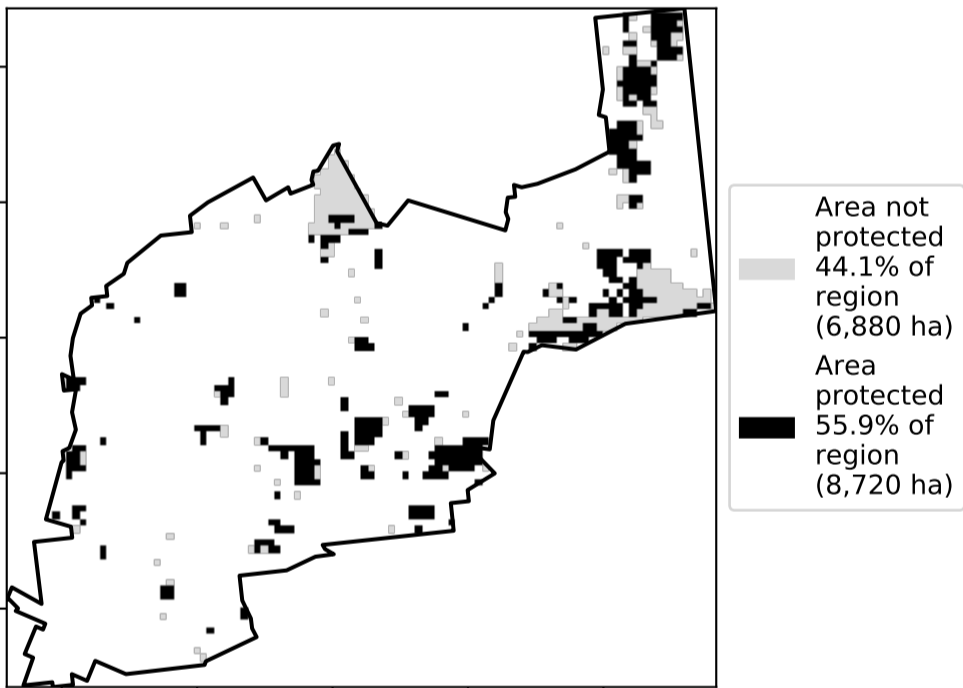 Area not
protected
44.1% of
region
(6,880 ha)
Area
protected
55.9% of
region
(8,720 ha)